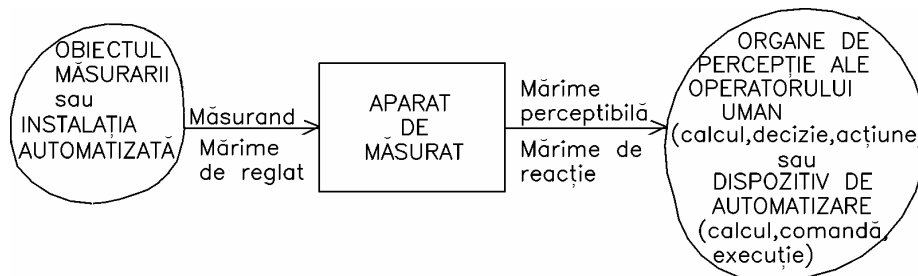 OBIECTUL
MĂSURARII
sau
INSTALAȚIA
AUTOMATIZATĂ
Măsurand
Mărime
de reglat
APARAT
DE
MĂSURAT
Mărime
perceptibilă
Mărime de
reacție
ORGANE DE
PERCEPȚIE ALE
OPERATORULUI
UMAN
(calcul,decizie,acțiune)
sau
DISPOZITIV DE
AUTOMATIZARE
(calcul,comandă,
execuție)